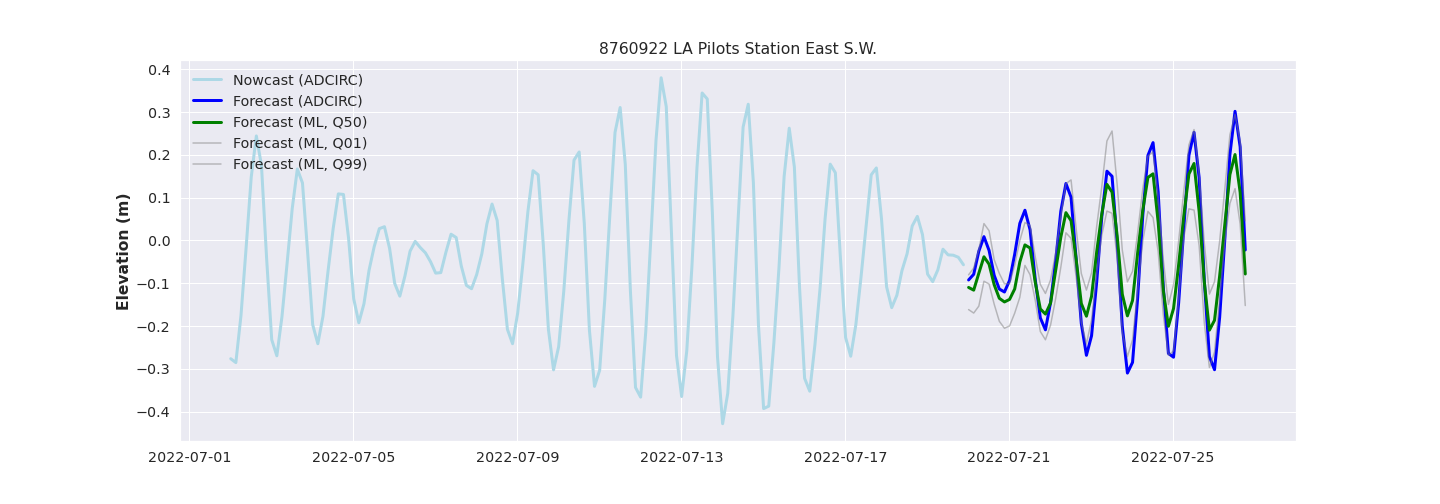 8760922 LA Pilots Station East S.W.
Nowcast (ADCIRC)
Forecast (ADCIRC)
Forecast (ML, Q50)
Forecast (ML, Q01)
Forecast (ML, Q99)
Elevation (m)
0.4
0.3
0.2
0.1
0.0
−0.1
−0.2
−0.3
−0.4
2022-07-01
2022-07-05
2022-07-09
2022-07-13
2022-07-17
2022-07-21
2022-07-25